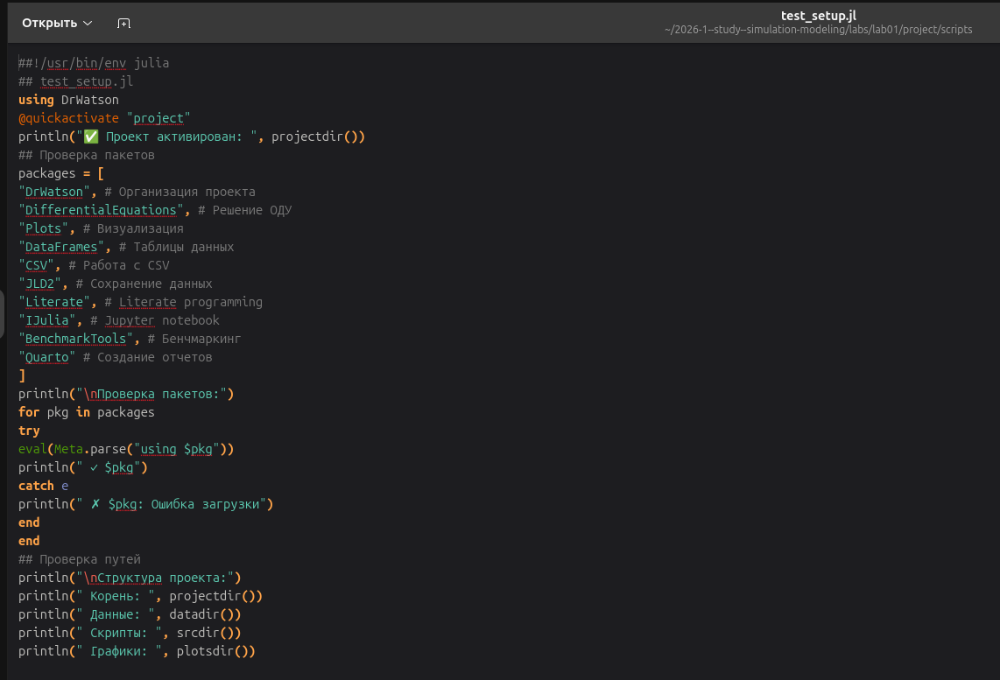 Открыть
test_setup.jl
~/2026-1--study--simulation-modeling/labs/lab01/project/scripts
##!/usr/bin/env julia
## test_setup.jl
using DrWatson
@quickactivate "project"
println("✅ Проект активирован: ", projectdir())
## Проверка пакетов
packages = [
"DrWatson", # Организация проекта
"DifferentialEquations", # Решение ОДУ
"Plots", # Визуализация
"DataFrames", # Таблицы данных
"CSV", # Работа с CSV
"JLD2", # Сохранение данных
"Literate", # Literate programming
"IJulia", # Jupyter notebook
"BenchmarkTools", # Бенчмаркинг
"Quarto" # Создание отчетов
]
println("\nПроверка пакетов:")
for pkg in packages
try
eval(Meta.parse("using $pkg"))
println(" ✓ $pkg")
catch e
println(" ✗ $pkg: Ошибка загрузки")
end
end
## Проверка путей
println("\nСтруктура проекта:")
println(" Корень: ", projectdir())
println(" Данные: ", datadir())
println(" Скрипты: ", srcdir())
println(" Графики: ", plotsdir())